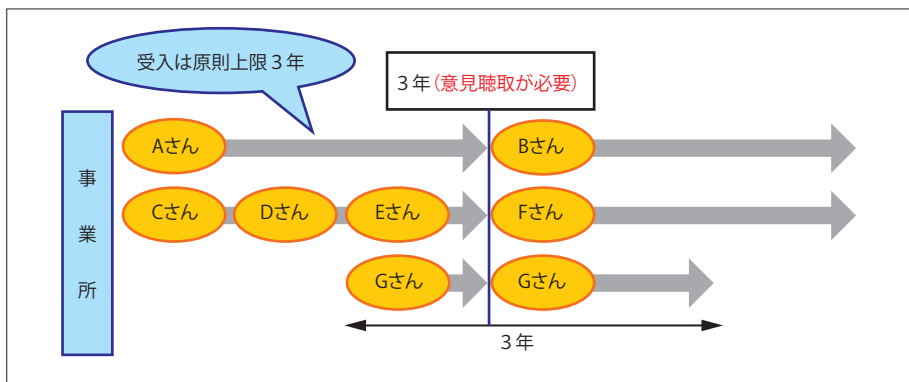 受入は原則上限3年
3年(意見聴取が必要)
事業所
Aさん
Bさん
Cさん
Dさん
Eさん
Fさん
Gさん
Gさん
3年